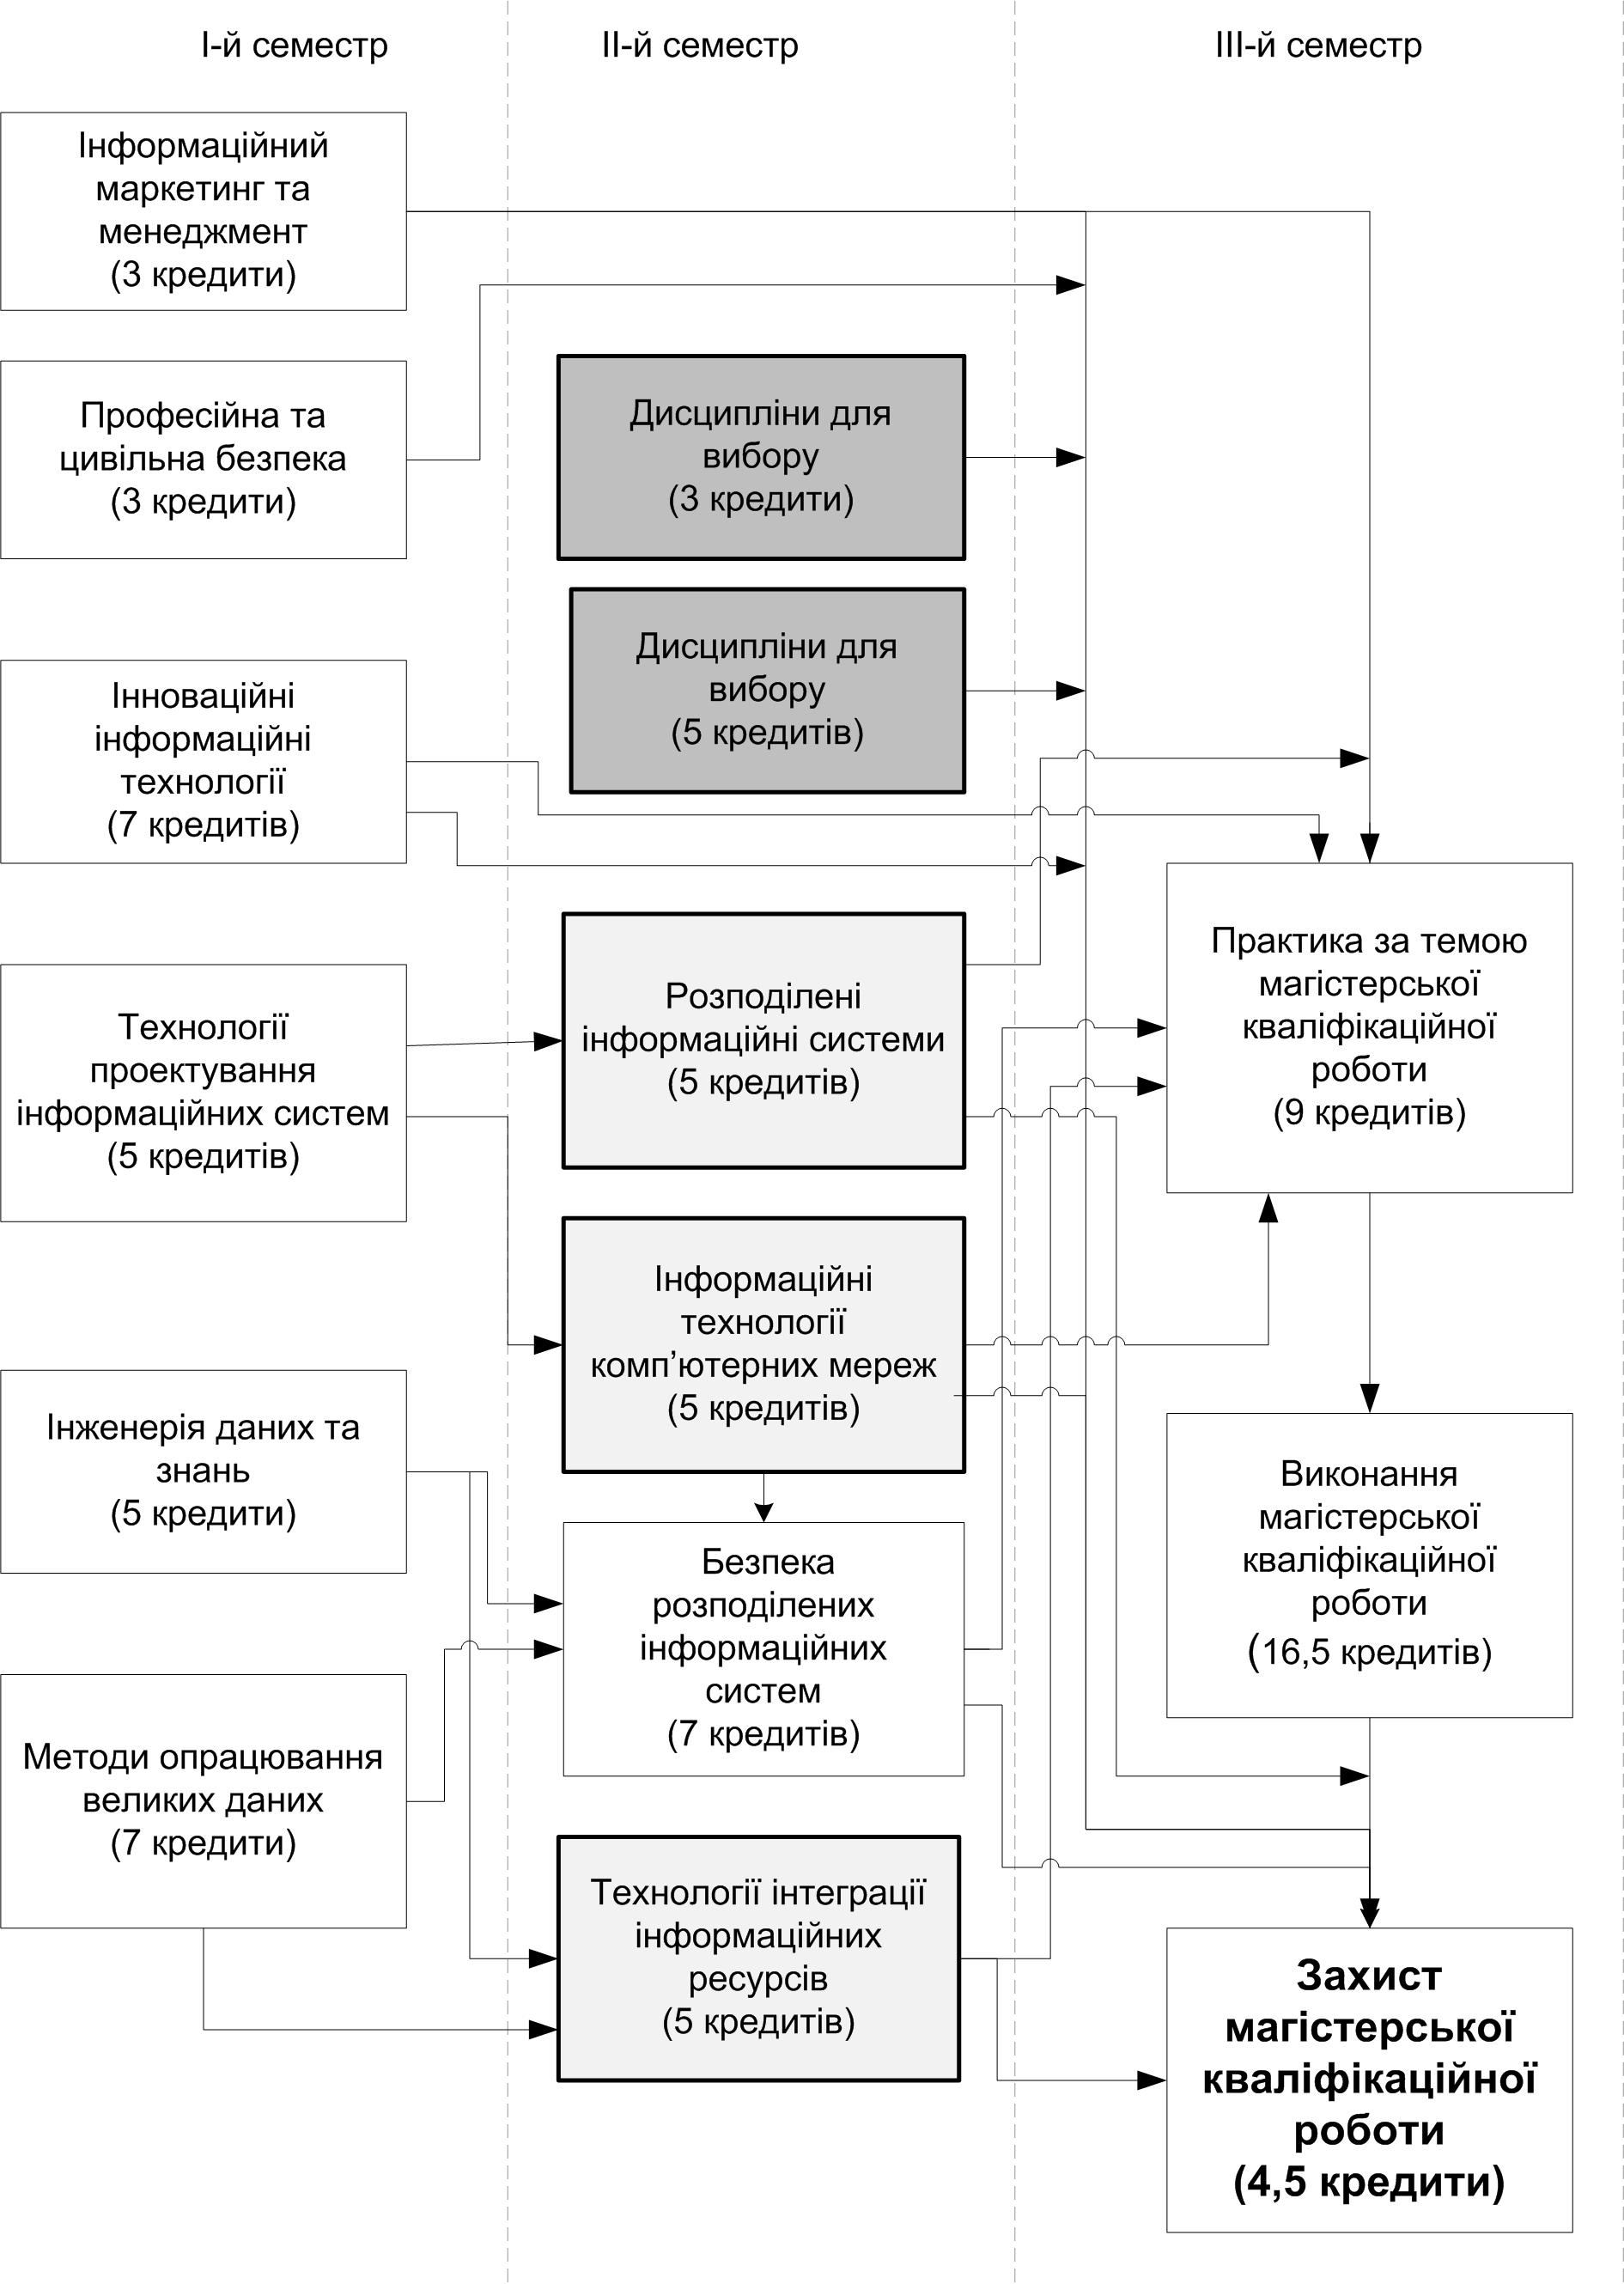 I-й семестр
II-й семестр
III-й семестр
Інформаційний
маркетинг та
менеджмент
(3 кредити)
Професійна та
цивільна безпека
(3 кредити)
Інноваційні
інформаційні
технології
(7 кредитів)
Технології
проектування
інформаційних систем
(5 кредитів)
Інженерія даних та
знань
(5 кредити)
Методи опрацювання
великих даних
(7 кредити)
Дисципліни для
вибору
(3 кредити)
Дисципліни для
вибору
(5 кредитів)
Розподілені
інформаційні системи
(5 кредитів)
Інформаційні
технології
комп’ютерних мереж
(5 кредитів)
Безпека
розподілених
інформаційних
систем
(7 кредитів)
Технології інтеграції
інформаційних
ресурсів
(5 кредитів)
Практика за темою
магістерської
кваліфікаційної
роботи
(9 кредитів)
Виконання
магістерської
кваліфікаційної
роботи
(16,5 кредитів)
Захист
магістерської
кваліфікаційної
роботи
(4,5 кредити)